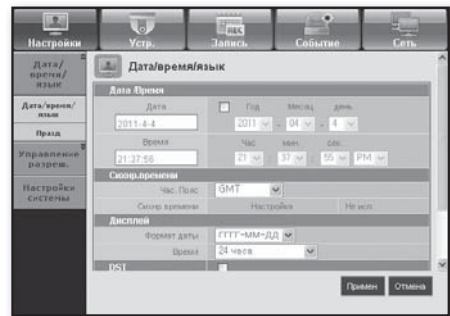 Настройки Устр. Запись Событие Сеть
REC
Дата/
время/
язык
Дата/время/
язык
Празд
Управление
разреш.
Настройки
системы
Дата/время/язык
Дата /Время
Дата Год Месяц день
2011-4-4 2011 - 04 - 4
Время Час мин. сек.
21:37:56 21 : 37 : 55 PM
Синхр.времени
Час. Пояс GMT
Синхр времени Настройка Не исп.
Дисплей
Формат даты ГГГГ-ММ-ДД
Время 24 часа
DST
Примен Отмена